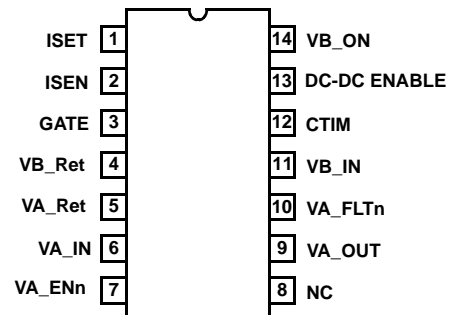 ISET 1 14 VB_ON
ISEN 2 13 DC-DC ENABLE
GATE 3 12 CTIM
VB_Ret 4 11 VB_IN
VA_Ret 5 10 VA_FLTn
VA_IN 6 9 VA_OUT
VA_ENn 7 8 NC